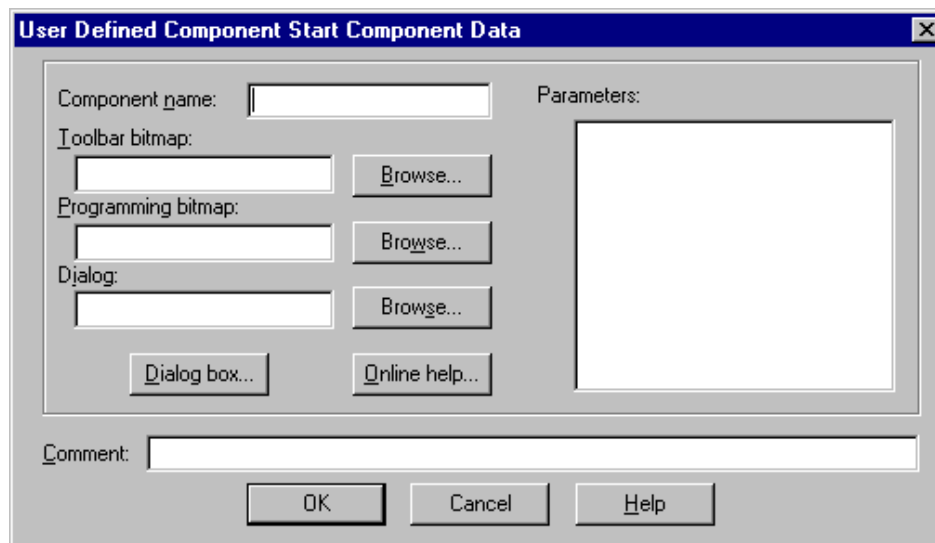 User Defined Component Start Component Data
Component name:
Parameters:
Toolbar bitmap:
Browse...
Programming bitmap:
Browse...
Dialog:
Browse...
Dialog box...
Online help...
Comment:
OK
Cancel
Help